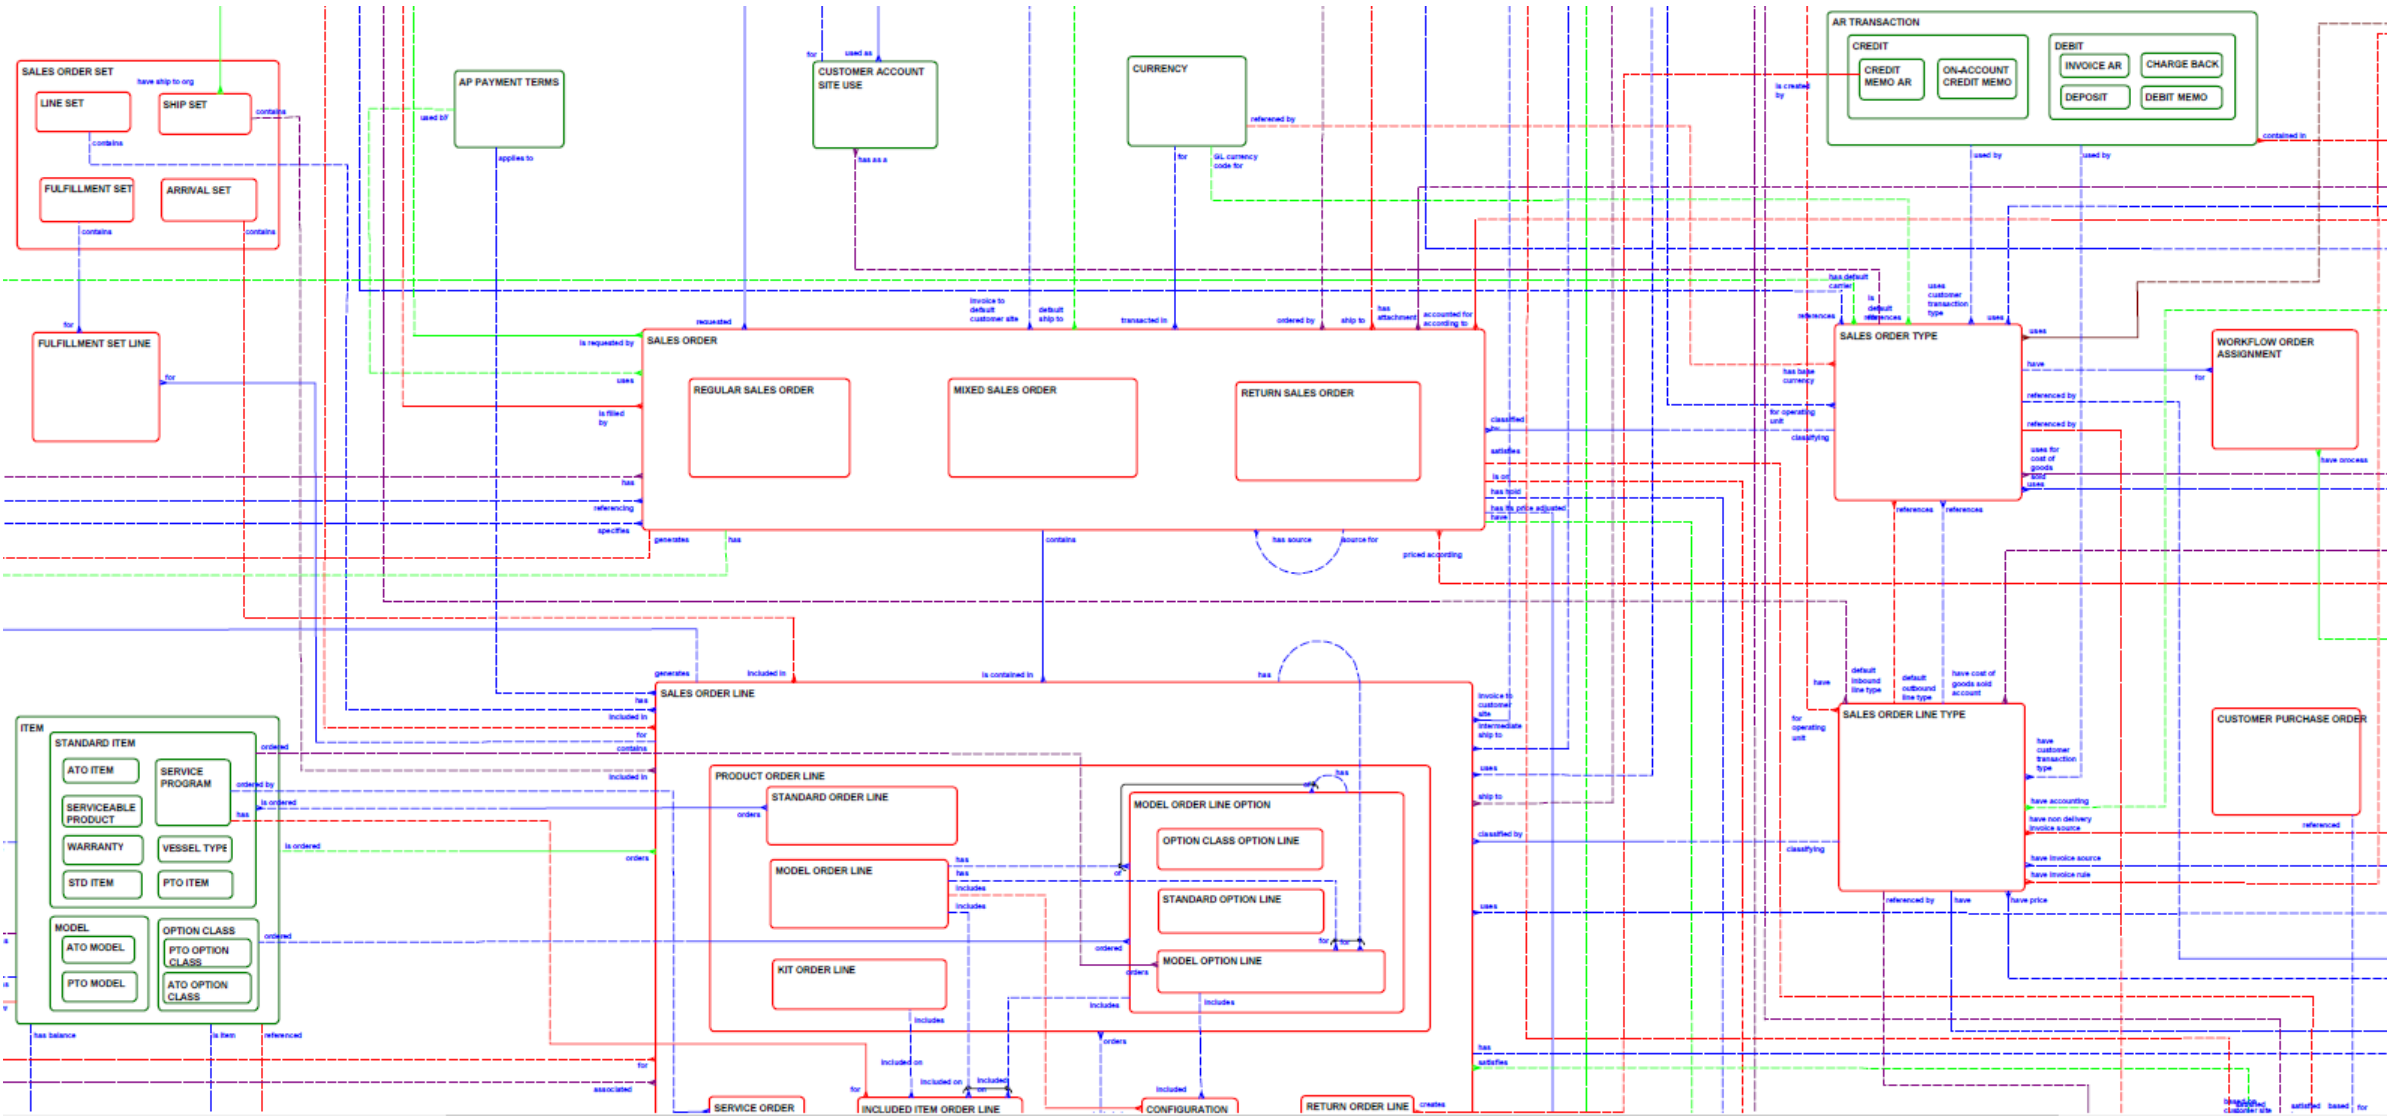 SALES ORDER SET
have ship to org
LINE SET
SHIP SET
contains
contains
FULFILLMENT SET
ARRIVAL SET
contains
contains
for
FULFILLMENT SET LINE
for
AP PAYMENT TERMS
used bY
applies to
for
used as
CUSTOMER ACCOUNT
SITE USE
has as a
CURRENCY
referened by
for
GL currency
code for
AR TRANSACTION
CREDIT
CREDIT
MEMO AR
ON-ACCOUNT
CREDIT MEMO
DEBIT
INVOICE AR
CHARGE BACK
DEPOSIT
DEBIT MEMO
is created
by
contained in
used by
used by
requested
invoice to
default
customer site
default
ship to
transacted in
ordered by
ship to
has
attachment
accounted for
according to
is requested by
uses
is filled
by
has
referencing
specifies
SALES ORDER
REGULAR SALES ORDER
MIXED SALES ORDER
RETURN SALES ORDER
classified
satisfies
is on
has hold
has its price adjusted
have
generates
has
contains
has source
source for
priced according
has default
carrier
is
default
references
uses
customer
transaction
type
uses
SALES ORDER TYPE
has base
currency
for operating
unit
classifying
uses
have
for
referenced by
referenced by
uses for
cost of
goods
sold
uses
references
references
WORKFLOW ORDER
ASSIGNMENT
have process
generates
included in
is contained in
has
SALES ORDER LINE
has
included in
for
contains
included in
orders
for
associated
PRODUCT ORDER LINE
STANDARD ORDER LINE
orders
MODEL ORDER LINE
has
has
includes
includes
KIT ORDER LINE
includes
MODEL ORDER LINE OPTION
has
of
of
OPTION CLASS OPTION LINE
STANDARD OPTION LINE
for
for
MODEL OPTION LINE
ordered
orders
includes
includes
orders
included on
included on
included
on
included
for
SERVICE ORDER
INCLUDED ITEM ORDER LINE
CONFIGURATION
RETURN ORDER LINE
creates
invoice to
customer
site
intermediate
ship to
uses
ship to
classified by
classifying
uses
has
satisfies
ITEM
STANDARD ITEM
ATO ITEM
SERVICE
PROGRAM
SERVICEABLE
PRODUCT
WARRANTY
VESSEL TYPE
STD ITEM
PTO ITEM
MODEL
ATO MODEL
PTO MODEL
OPTION CLASS
PTO OPTION
CLASS
ATO OPTION
CLASS
ordered
ordered by
is ordered
has
is ordered
ordered
has balance
is item
referenced
have
default
inbound
line type
default
outbound
line type
have cost of
goods sold
account
for
operating
unit
SALES ORDER LINE TYPE
have
customer
transaction
type
have accounting
have non delivery
invoice source
have invoice source
have invoice rule
referenced by
have
have price
CUSTOMER PURCHASE ORDER
referenced
customer site
satisfied
based
for